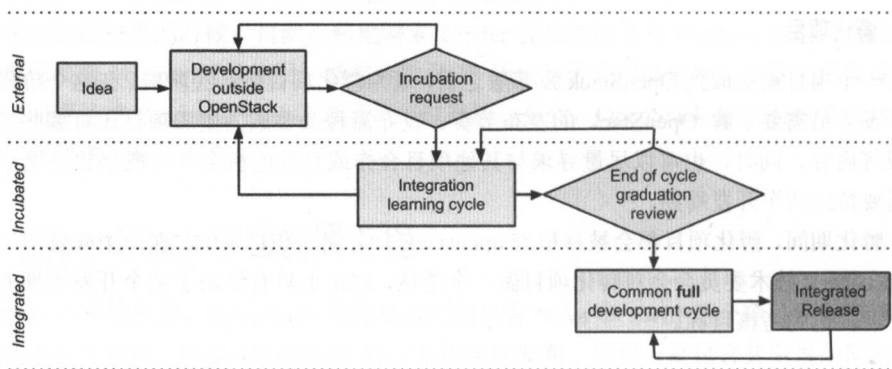 External
Idea
Development
outside
OpenStack
Incubation
request
Incubated
Integration
learning cycle
End of cycle
graduation
review
Integrated
Common full
development cycle
Integrated
Release